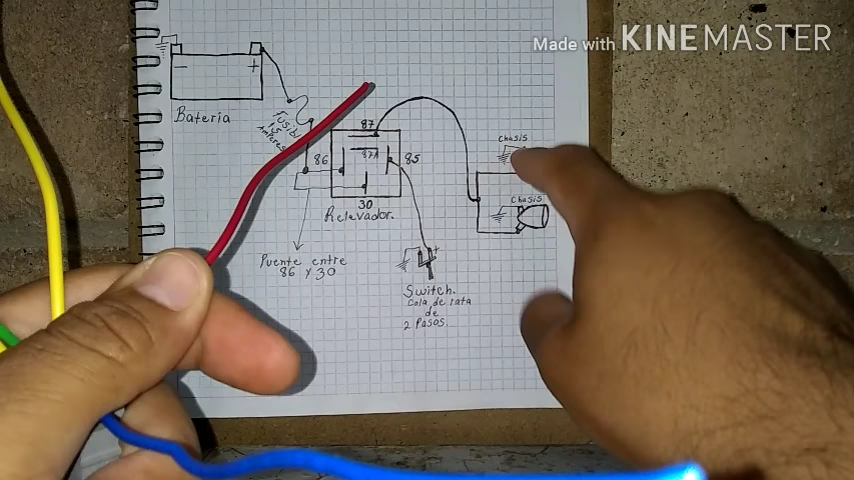 Made with KINEMASTER
- +
Bateria
Fusible
15
Amperes
87
87A
86
85
30
Relevador.
Puente entre
86 y 30
+
Switch.
Cola de rata
de
2 Pasos.
Chasis
Chasis